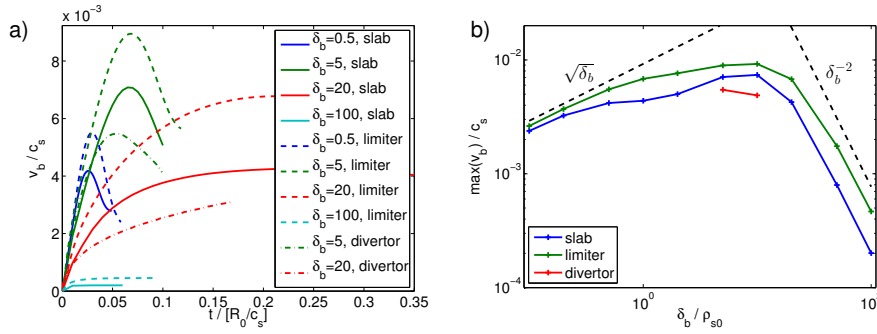 a)
× 10⁻³
8
6
4
2
0
v_b / c_s
0
0.05
0.1
0.15
0.2
0.25
0.3
0.35
t / [R_0/c_s]
δ_b=0.5, slab
δ_b=5, slab
δ_b=20, slab
δ_b=100, slab
δ_b=0.5, limiter
δ_b=5, limiter
δ_b=20, limiter
δ_b=100, limiter
δ_b=5, divertor
δ_b=20, divertor
b)
10⁻²
10⁻³
10⁻⁴
max(v_b) / c_s
√δ_b
δ_b⁻²
slab
limiter
divertor
10⁰
10¹
δ_b / ρ_s0